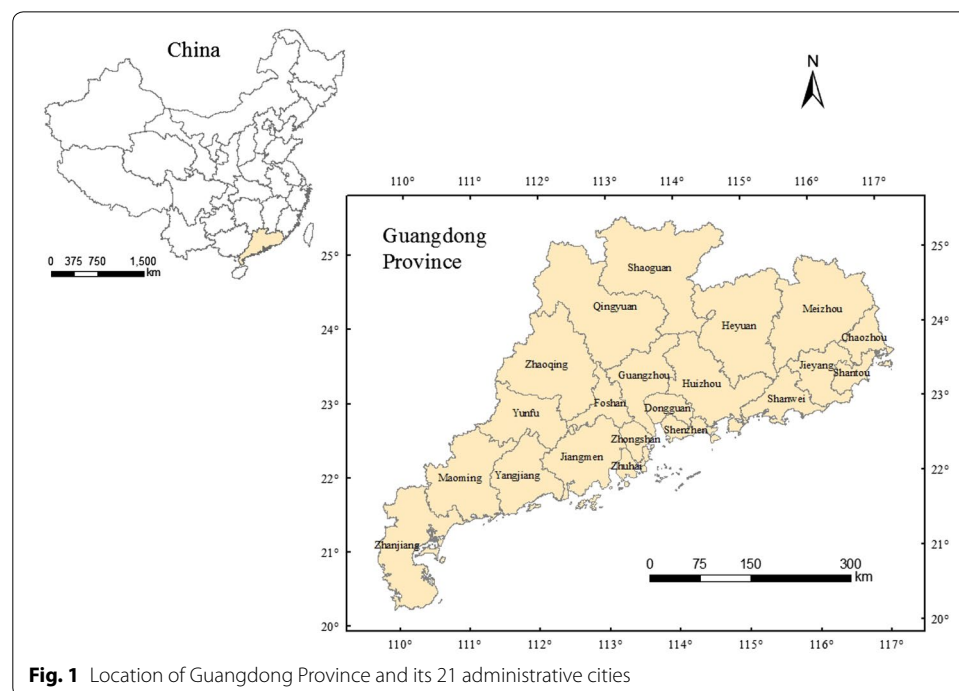 China
N
0 375 750 1,500
km
110° 111° 112° 113° 114° 115° 116° 117°
Guangdong
Province
25° 25°
Shaoguan
Qingyuan
Meizhou
Heyuan
24° 24°
Chaozhou
Zhaoqing
Jieyang
Guangzhou
Shantou
Huizhou
23° 23°
Foshan
Shanwei
Yunfu
Dongguan
Shenzhen
Zhongshan
Jiangmen
Zhuhai
22° 22°
Maoming
Yangjiang
Zhanjiang
21° 21°
0 75 150 300
km
20° 20°
110° 111° 112° 113° 114° 115° 116° 117°
Fig. 1 Location of Guangdong Province and its 21 administrative cities